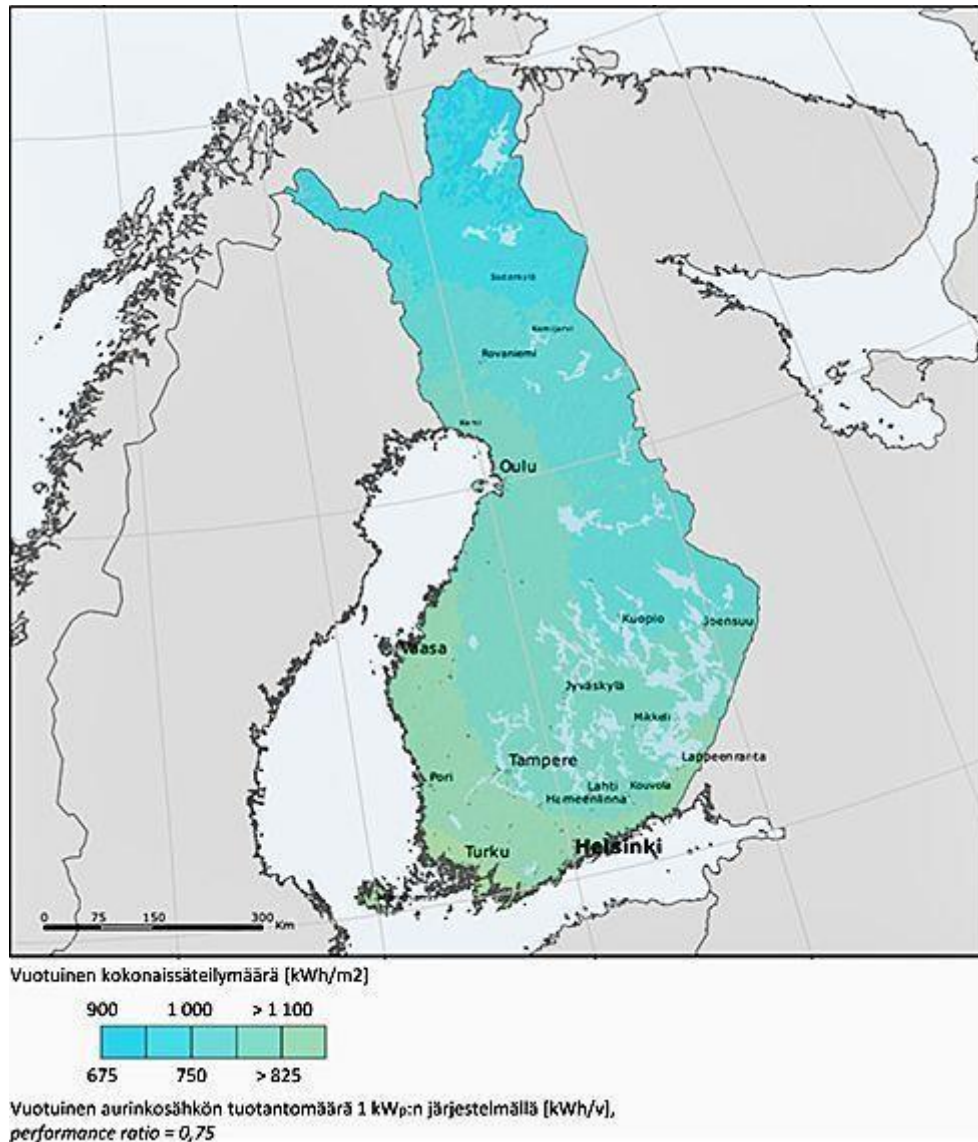 Sodankylä
Kemijarvi
Rovaniemi
Kemi
Oulu
Kuopio
Joensuu
Vaasa
Jyväskylä
Mikkeli
Lappeenranta
Tampere
Pori
Lahti
Kouvola
Hämeenlinna
Helsinki
Turku
0 75 150 300 Km
Vuotuinen kokonaissäteilymäärä [kWh/m2]
900 1 000 > 1 100
675 750 > 825
Vuotuinen aurinkosähkön tuotantomäärä 1 kWp:n järjestelmällä [kWh/v],
performance ratio = 0,75